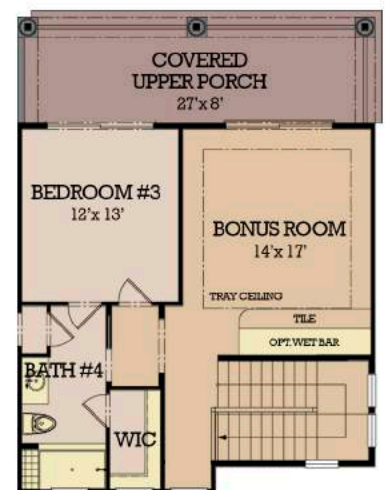 COVERED
UPPER PORCH
27'x 8'
BEDROOM #3
12'x 13'
BONUS ROOM
14'x 17'
TRAY CEILING
TILE
OPT. WET BAR
BATH #4
WIC